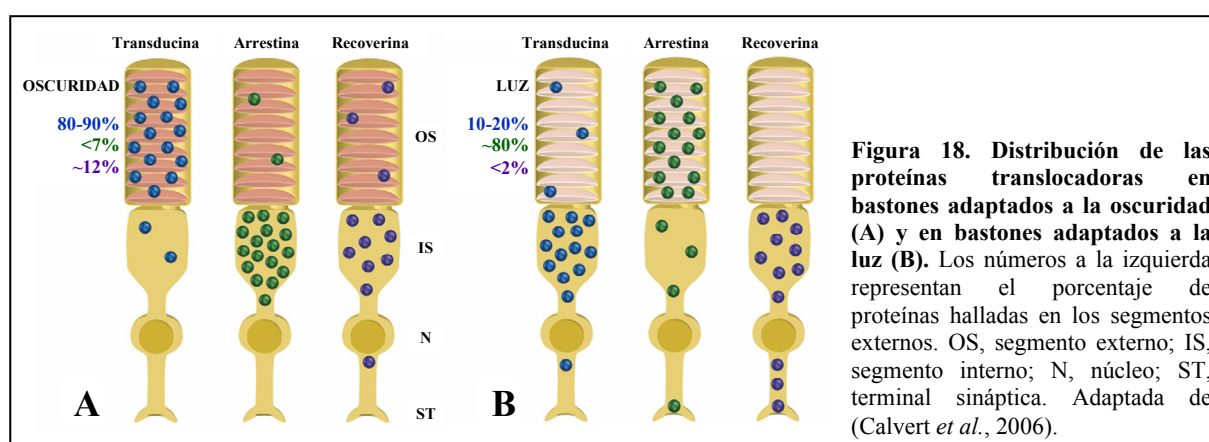 Transducina Arrestina Recoverina
OSCURIDAD
80-90%
<7%
~12%
OS
IS
N
ST
A
Transducina Arrestina Recoverina
LUZ
10-20%
~80%
<2%
B
Figura 18. Distribución de las
proteínas translocadoras en
bastones adaptados a la oscuridad
(A) y en bastones adaptados a la
luz (B). Los números a la izquierda
representan el porcentaje de
proteínas halladas en los segmentos
externos. OS, segmento externo; IS,
segmento interno; N, núcleo; ST,
terminal sináptica. Adaptada de
(Calvert et al., 2006).